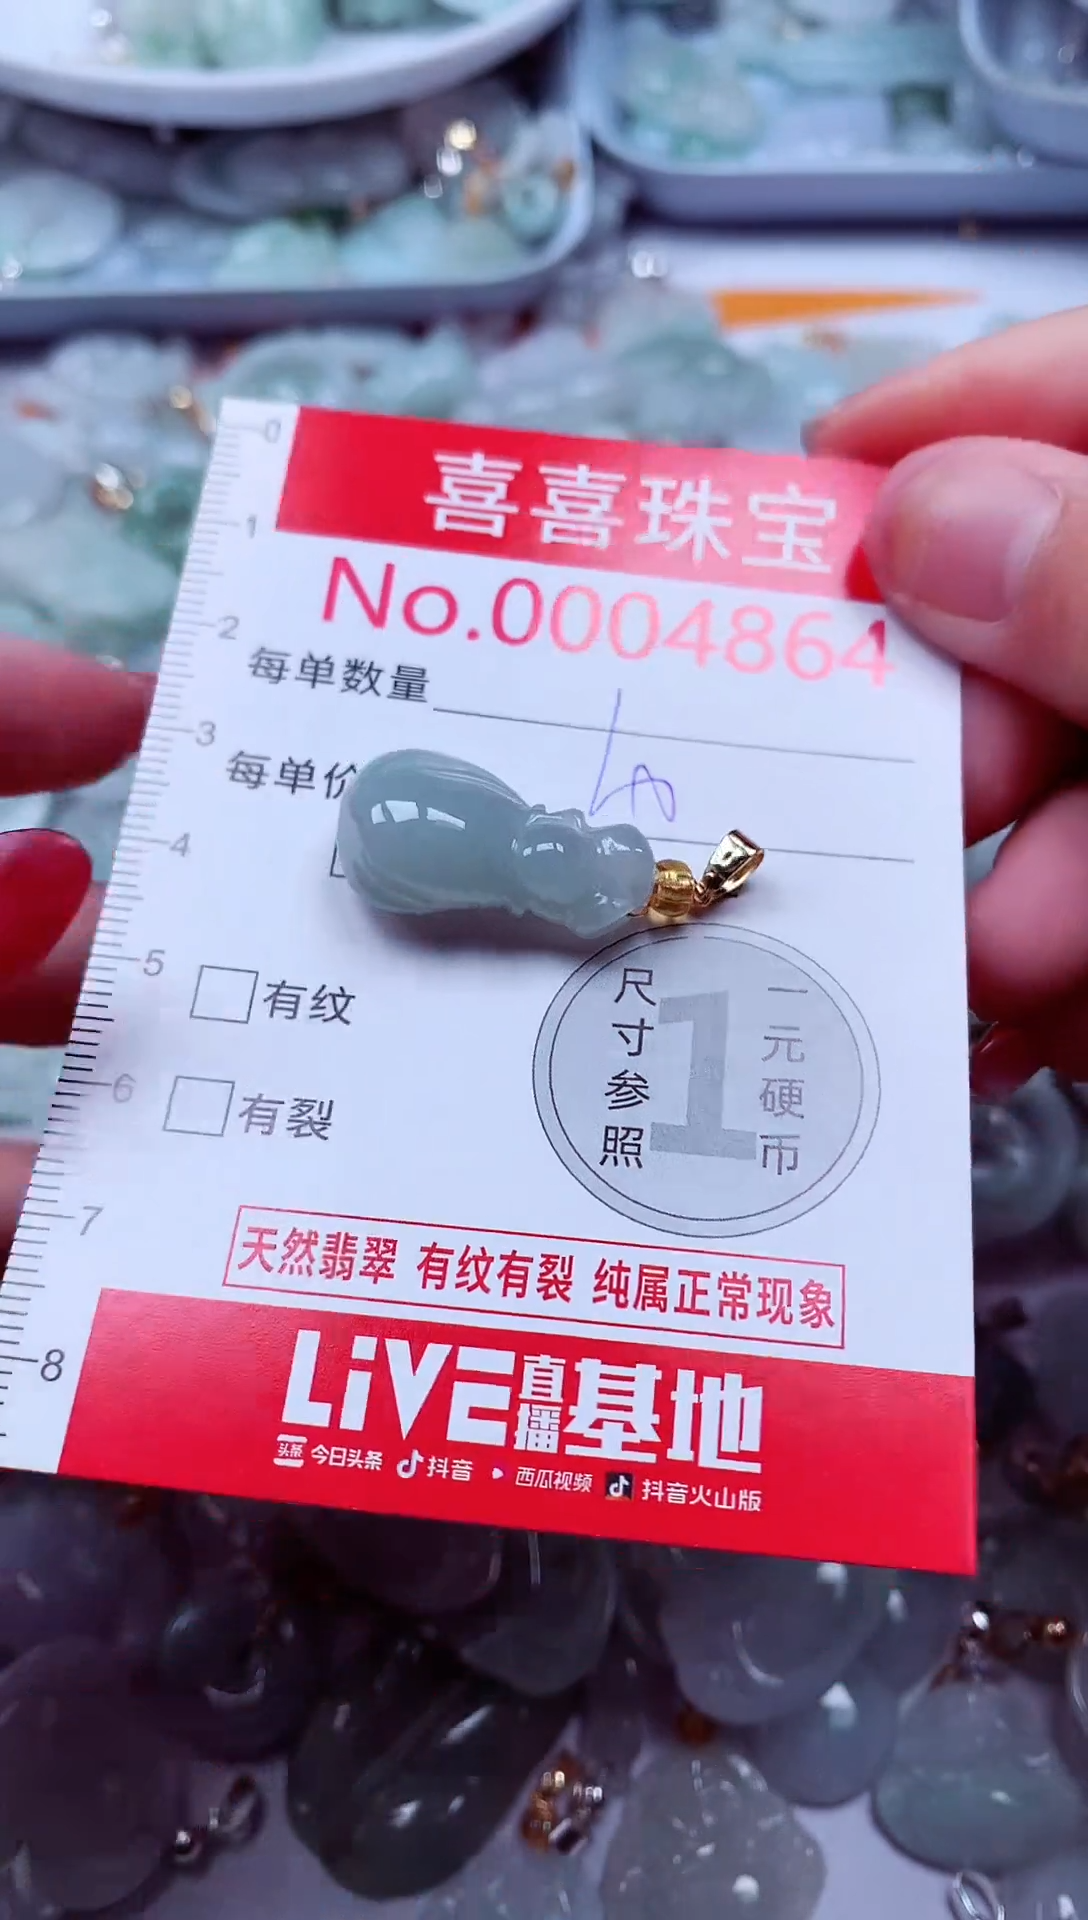 喜喜珠宝
No.0004864
每单数量
每单价
有纹
有裂
尺寸参照
1
一元硬币
天然翡翠 有纹有裂 纯属正常现象
LiVE直播基地
头条 今日头条 抖音 西瓜视频 抖音火山版
0
1
2
3
4
5
6
7
8